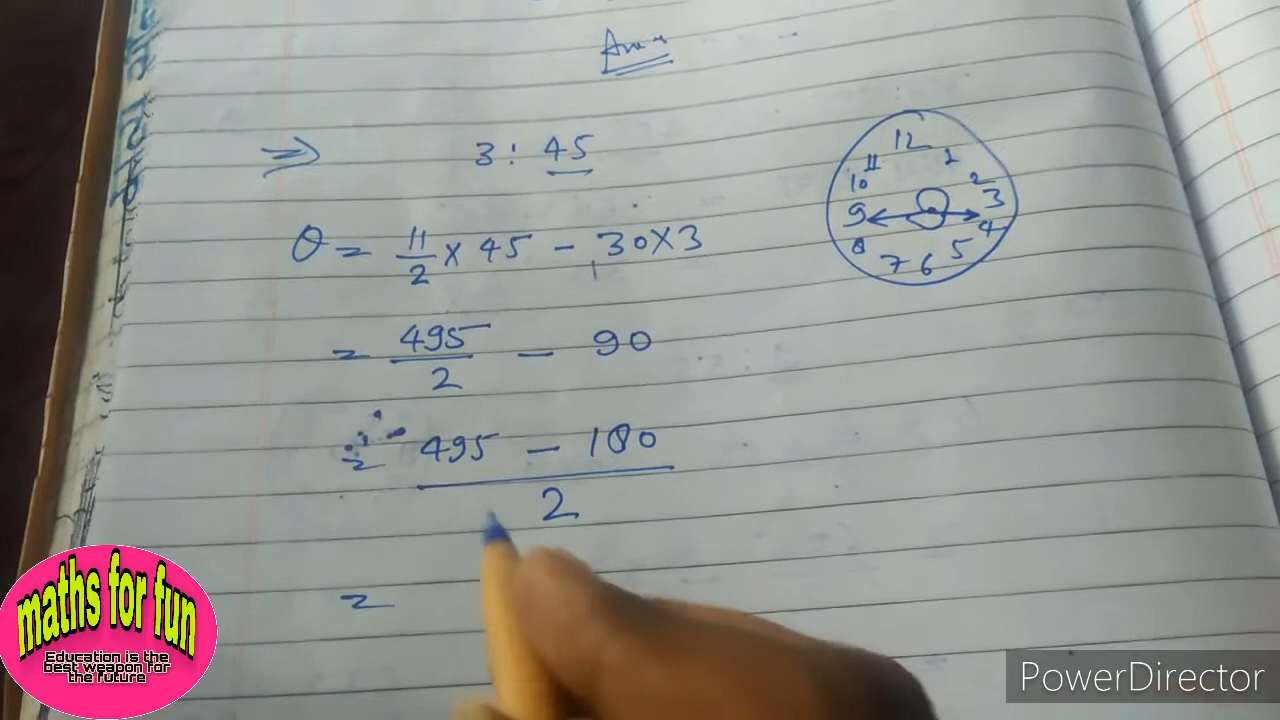 Ans
⇒ 3 : 45
θ = 11/2 × 45 - 30×3
= 495/2 - 90
= 495 - 180
2
=
12
11
1
10
2
9
3
8
4
7
6
5
maths for fun
Education is the
best weapon for
the future
PowerDirector